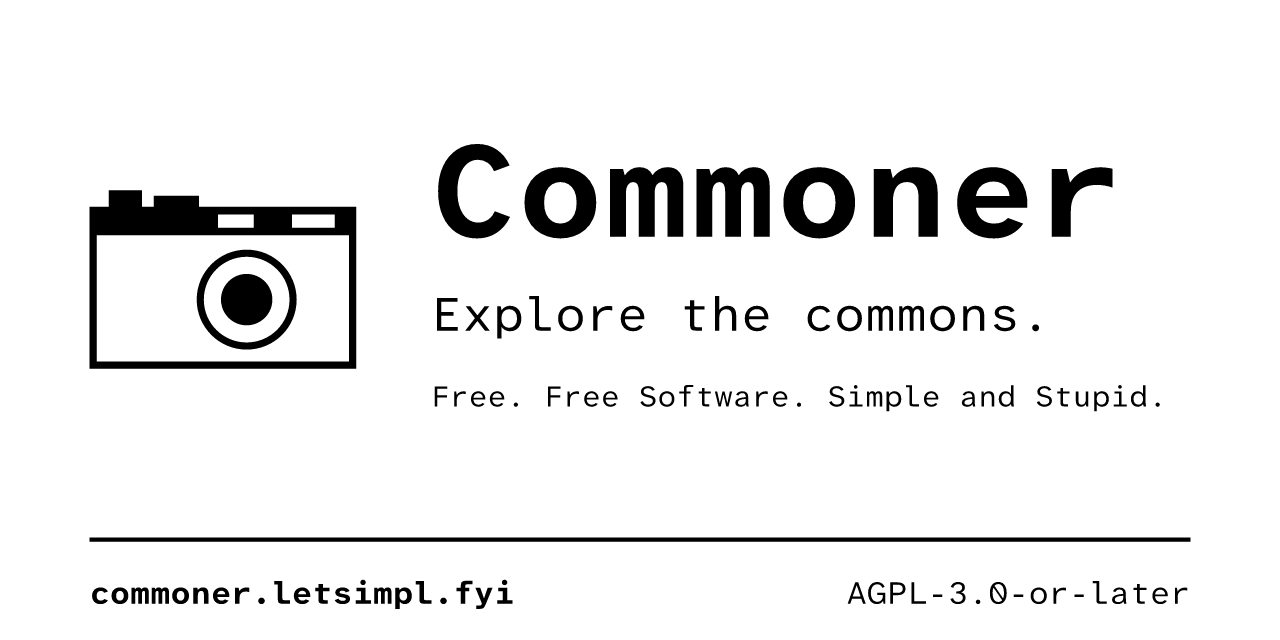 Commoner
Explore the commons.
Free. Free Software. Simple and Stupid.
commoner.letsimpl.fyi
AGPL-3.0-or-later